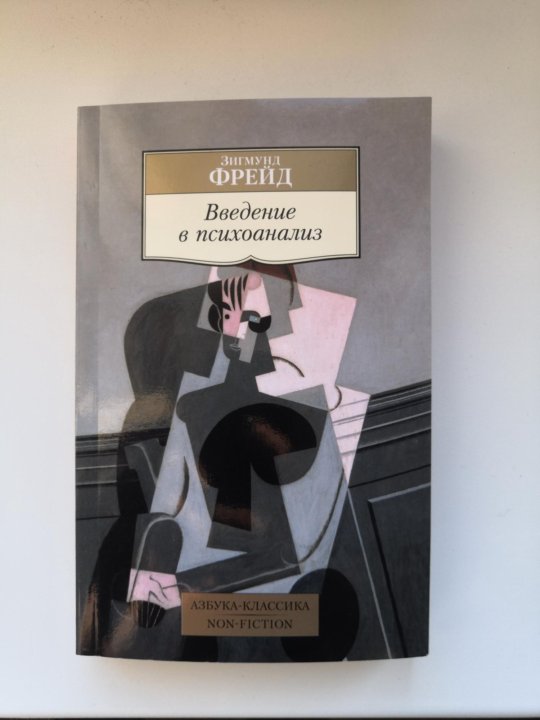 ЗИГМУНД
ФРЕЙД
Введение
в психоанализ
АЗБУКА-КЛАССИКА
NON-FICTION